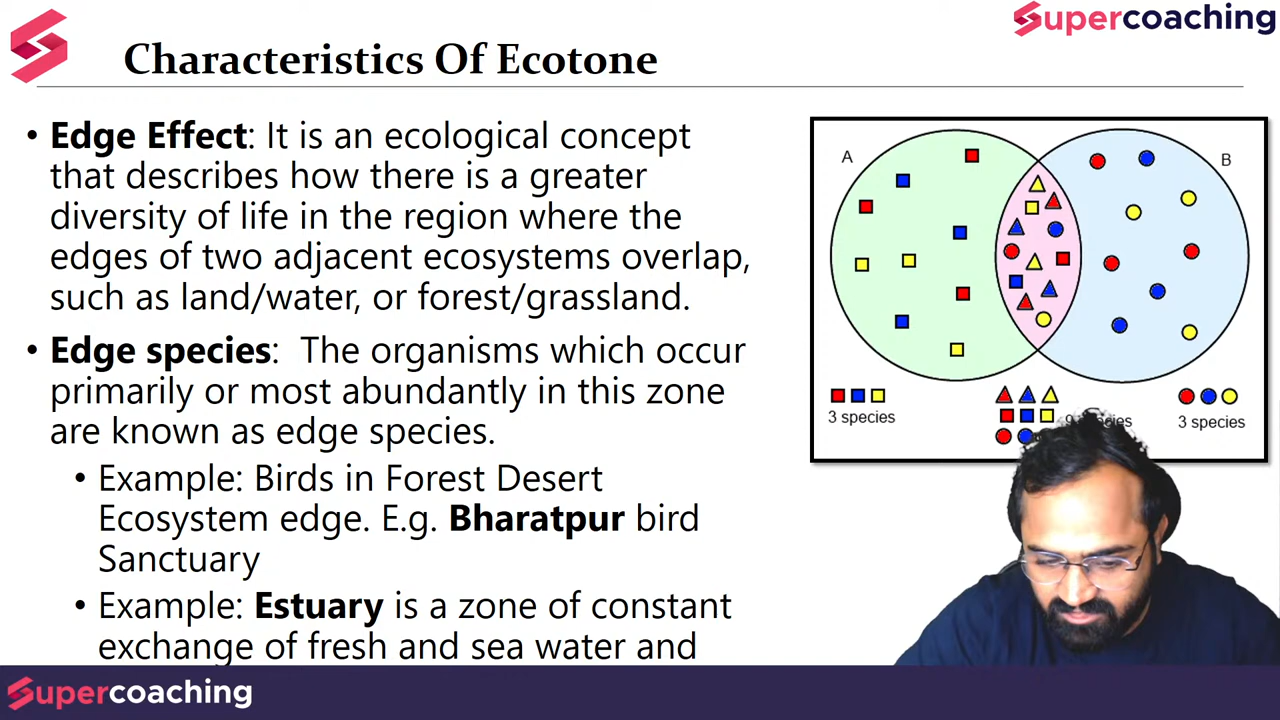 Supercoaching
Characteristics Of Ecotone
• Edge Effect: It is an ecological concept
that describes how there is a greater
diversity of life in the region where the
edges of two adjacent ecosystems overlap,
such as land/water, or forest/grassland.
• Edge species: The organisms which occur
primarily or most abundantly in this zone
are known as edge species.
• Example: Birds in Forest Desert
Ecosystem edge. E.g. Bharatpur bird
Sanctuary
• Example: Estuary is a zone of constant
exchange of fresh and sea water and
A
B
3 species
3 species
Supercoaching